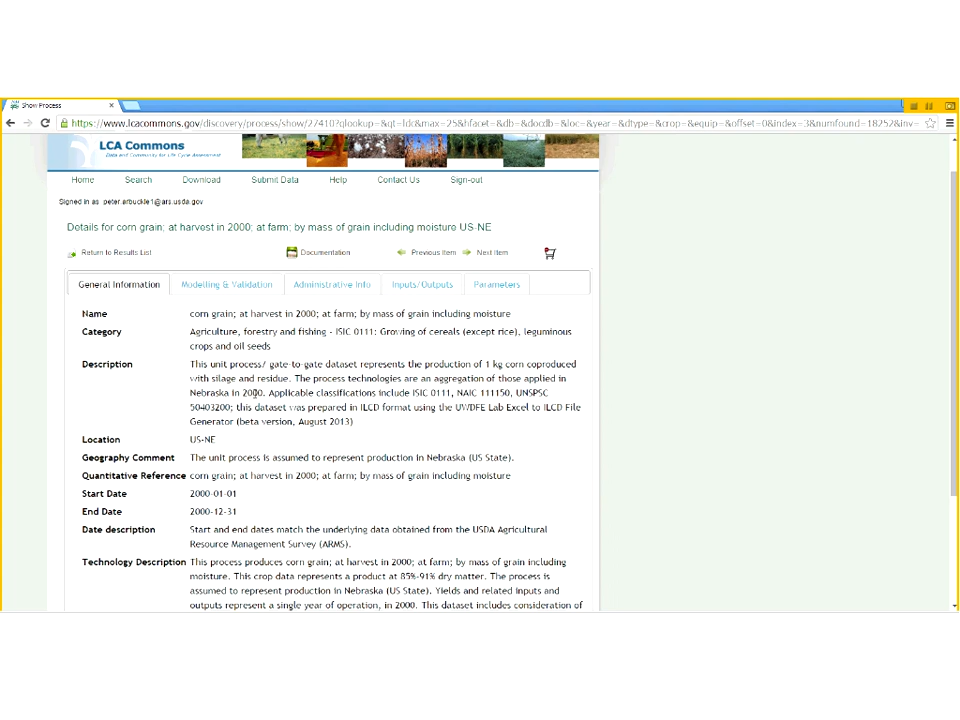 Show Process
https://www.lcacommons.gov/discovery/process/show/27410?qlookup=&qt=ldc&max=25&hfacet=&db=&docdb=&loc=&year=&dtype=&crop=&equip=&offset=0&index=3&numfound=18252&inv-
LCA Commons
Data and Community for Life Cycle Assessment
Home Search Download Submit Data Help Contact Us Sign-out
Signed in as peter.arbuckle1@ars.usda.gov
Details for corn grain; at harvest in 2000; at farm; by mass of grain including moisture US-NE
Return to Results List Documentation Previous Item Next Item
General Information Modelling & Validation Administrative Info Inputs/Outputs Parameters
Name corn grain; at harvest in 2000; at farm; by mass of grain including moisture
Category Agriculture, forestry and fishing - ISIC 0111: Growing of cereals (except rice), leguminous
crops and oil seeds
Description This unit process/ gate-to-gate dataset represents the production of 1 kg corn coproduced
with silage and residue. The process technologies are an aggregation of those applied in
Nebraska in 2000. Applicable classifications include ISIC 0111, NAIC 111150, UNSPSC
50403200; this dataset was prepared in ILCD format using the UWDFE Lab Excel to ILCD File
Generator (beta version, August 2013)
Location US-NE
Geography Comment The unit process is assumed to represent production in Nebraska (US State).
Quantitative Reference corn grain; at harvest in 2000; at farm; by mass of grain including moisture
Start Date 2000-01-01
End Date 2000-12-31
Date description Start and end dates match the underlying data obtained from the USDA Agricultural
Resource Management Survey (ARMS).
Technology Description This process produces corn grain; at harvest in 2000; at farm; by mass of grain including
moisture. This crop data represents a product at 85%-91% dry matter. The process is
assumed to represent production in Nebraska (US State). Yields and related inputs and
outputs represent a single year of operation, in 2000. This dataset includes consideration of